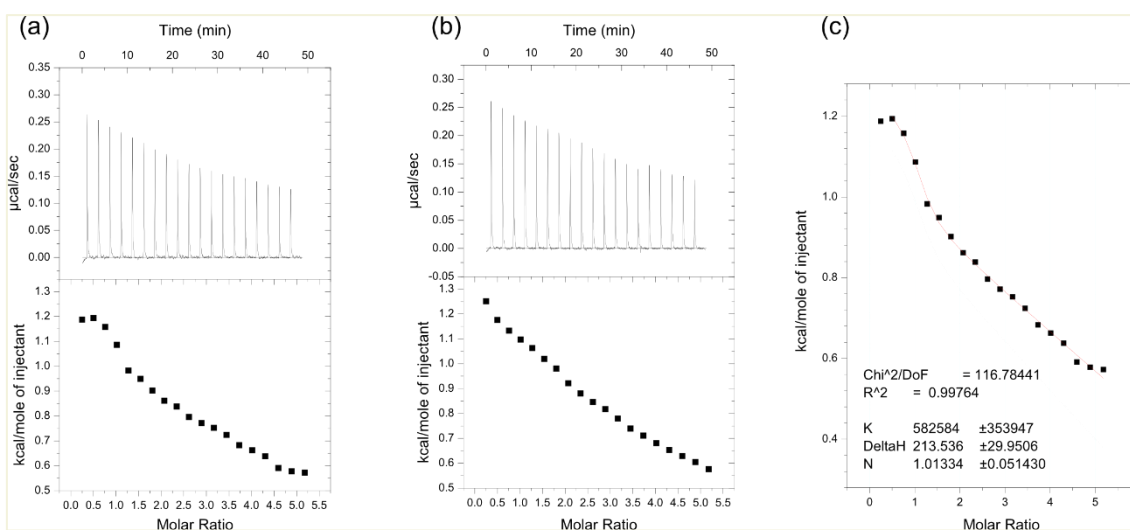 (a)
Time (min)
0 10 20 30 40 50
0.35
0.30
0.25
0.20
0.15
0.10
0.05
0.00
µcal/sec
1.3
1.2
1.1
1.0
0.9
0.8
0.7
0.6
0.5
kcal/mole of injectant
0.0 0.5 1.0 1.5 2.0 2.5 3.0 3.5 4.0 4.5 5.0 5.5
Molar Ratio
(b)
Time (min)
0 10 20 30 40 50
0.30
0.25
0.20
0.15
0.10
0.05
0.00
-0.05
µcal/sec
1.3
1.2
1.1
1.0
0.9
0.8
0.7
0.6
0.5
kcal/mole of injectant
0.0 0.5 1.0 1.5 2.0 2.5 3.0 3.5 4.0 4.5 5.0 5.5
Molar Ratio
(c)
0 1 2 3 4 5
1.2
1.0
0.8
0.6
0.4
kcal/mole of injectant
Chi^2/DoF = 116.78441
R^2 = 0.99764
K 582584 ±353947
DeltaH 213.536 ±29.9506
N 1.01334 ±0.051430
0 1 2 3 4 5
Molar Ratio